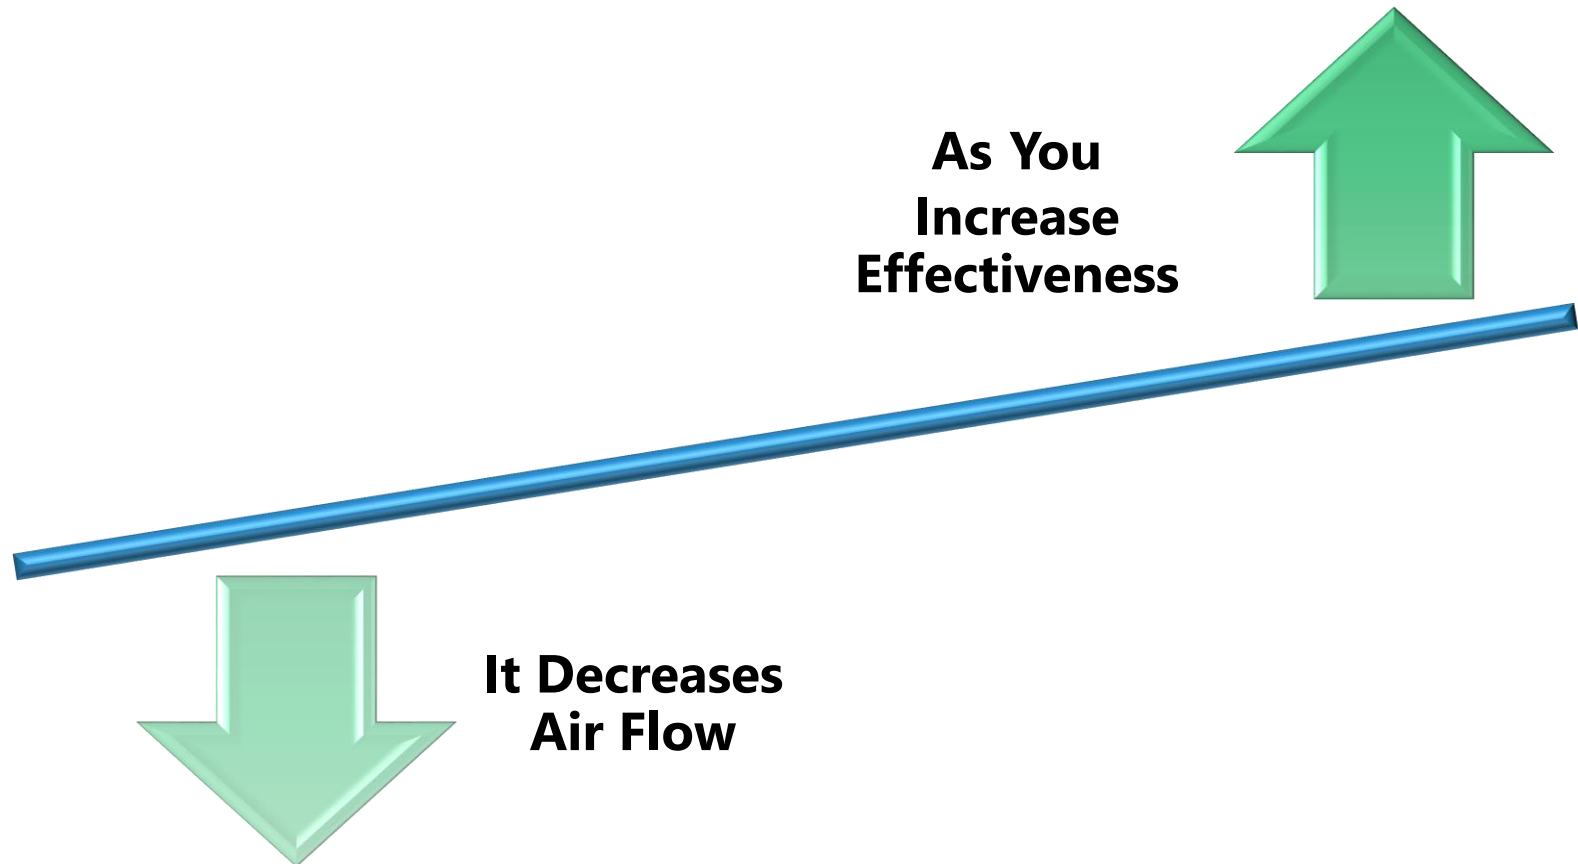 As You
Increase
Effectiveness
It Decreases
Air Flow